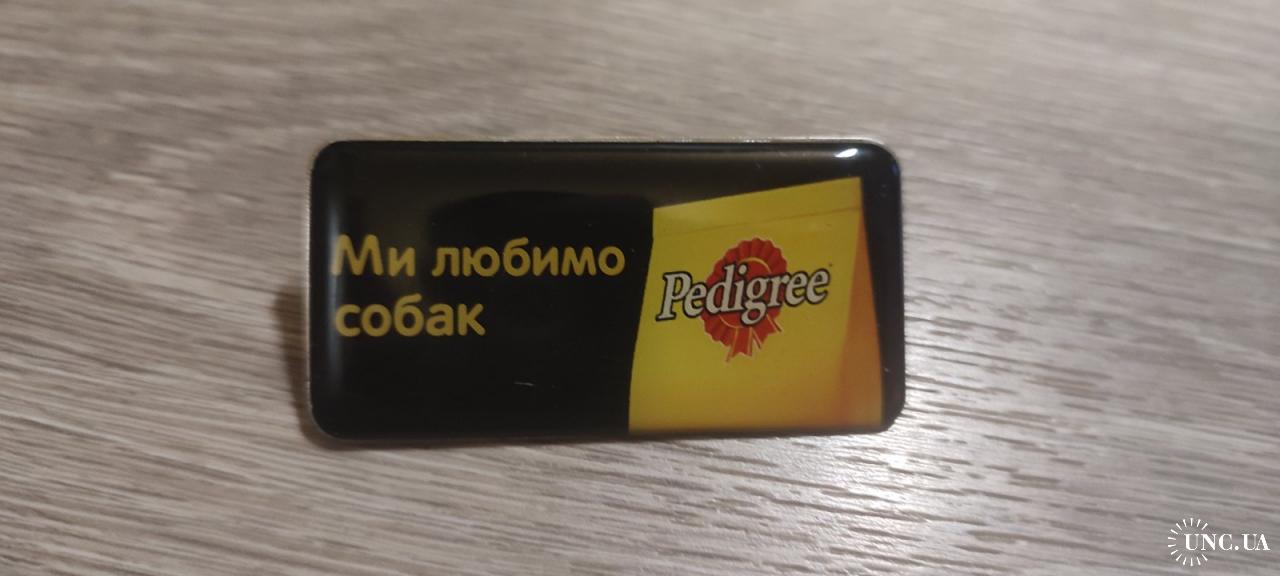 Ми любимо
собак
Pedigree
UNC.UA